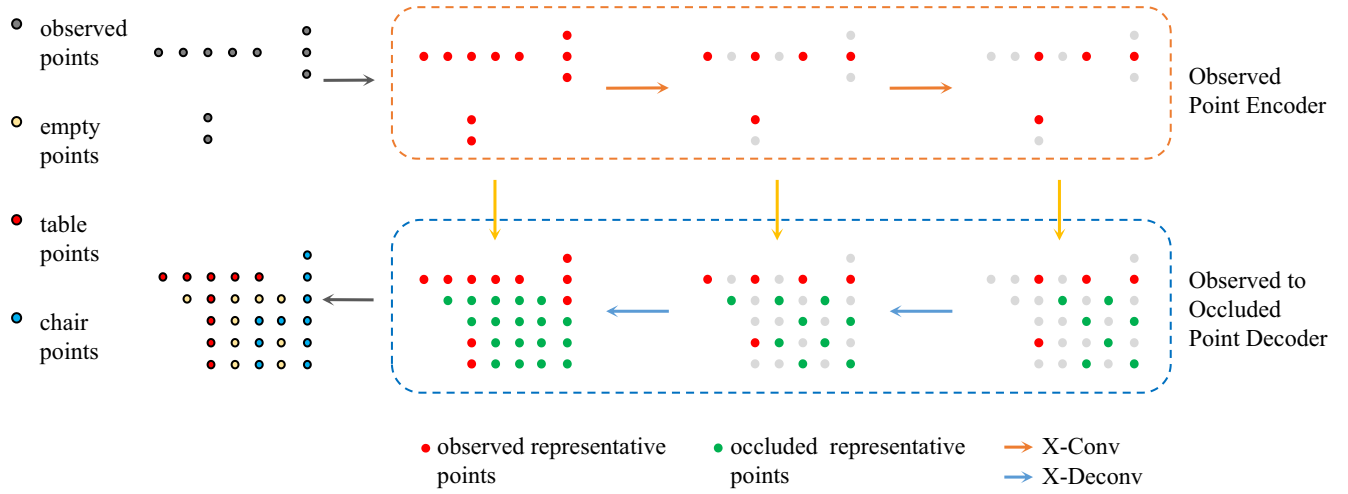 observed
points
empty
points
table
points
chair
points
Observed
Point Encoder
Observed to
Occluded
Point Decoder
observed representative
points
occluded representative
points
X-Conv
X-Deconv